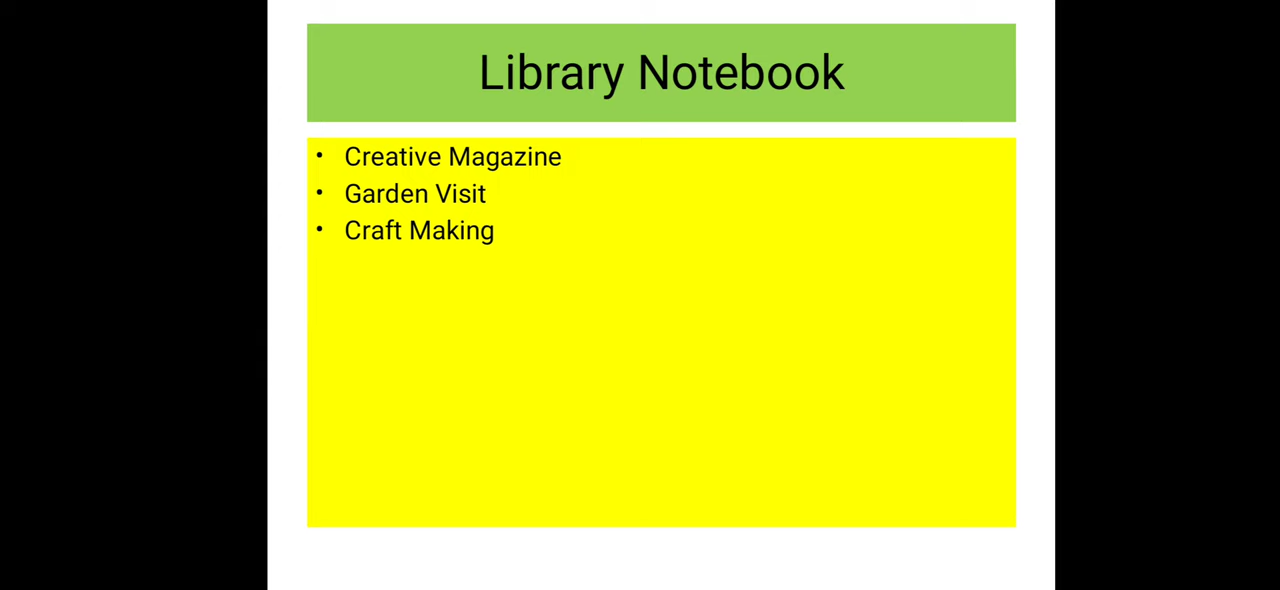 Library Notebook
• Creative Magazine
• Garden Visit
• Craft Making